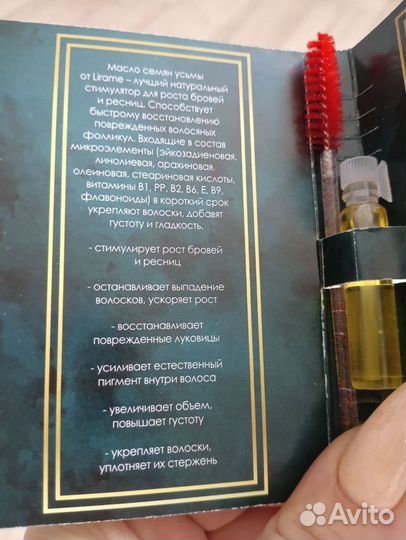 Масло семян усьмы
от Lirame – лучший натуральный
стимулятор для роста бровей
и ресниц. Способствует
быстрому восстановлению
поврежденных волосяных
фолликул. Входящие в состав
микроэлементы (эйкозадиеновая,
линолиевая, арахиновая,
олеиновая, стеариновая кислоты,
витамины В1, РР, В2, В6, Е, В9,
флавоноиды) в короткий срок
укрепляют волоски, добавят
густоту и гладкость.
- стимулирует рост бровей
и ресниц
- останавливает выпадение
волосков, ускоряет рост
- восстанавливает
поврежденные луковицы
- усиливает естественный
пигмент внутри волоса
- увеличивает объем,
повышает густоту
- укрепляет волоски,
уплотняет их стержень
Avito